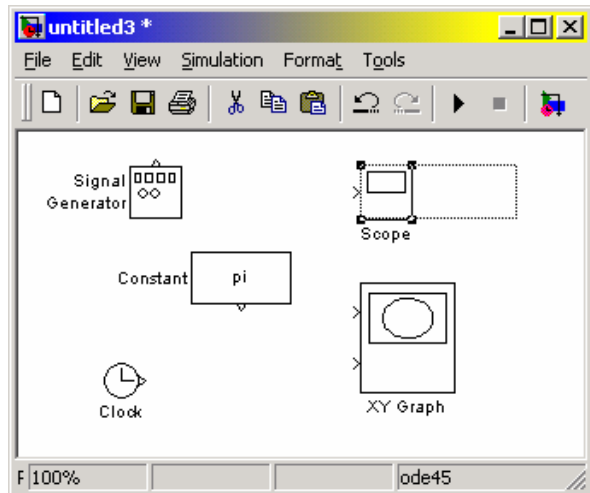 untitled3 *
File Edit View Simulation Format Tools
Signal
Generator
Scope
Constant
pi
Clock
XY Graph
F 100% ode45